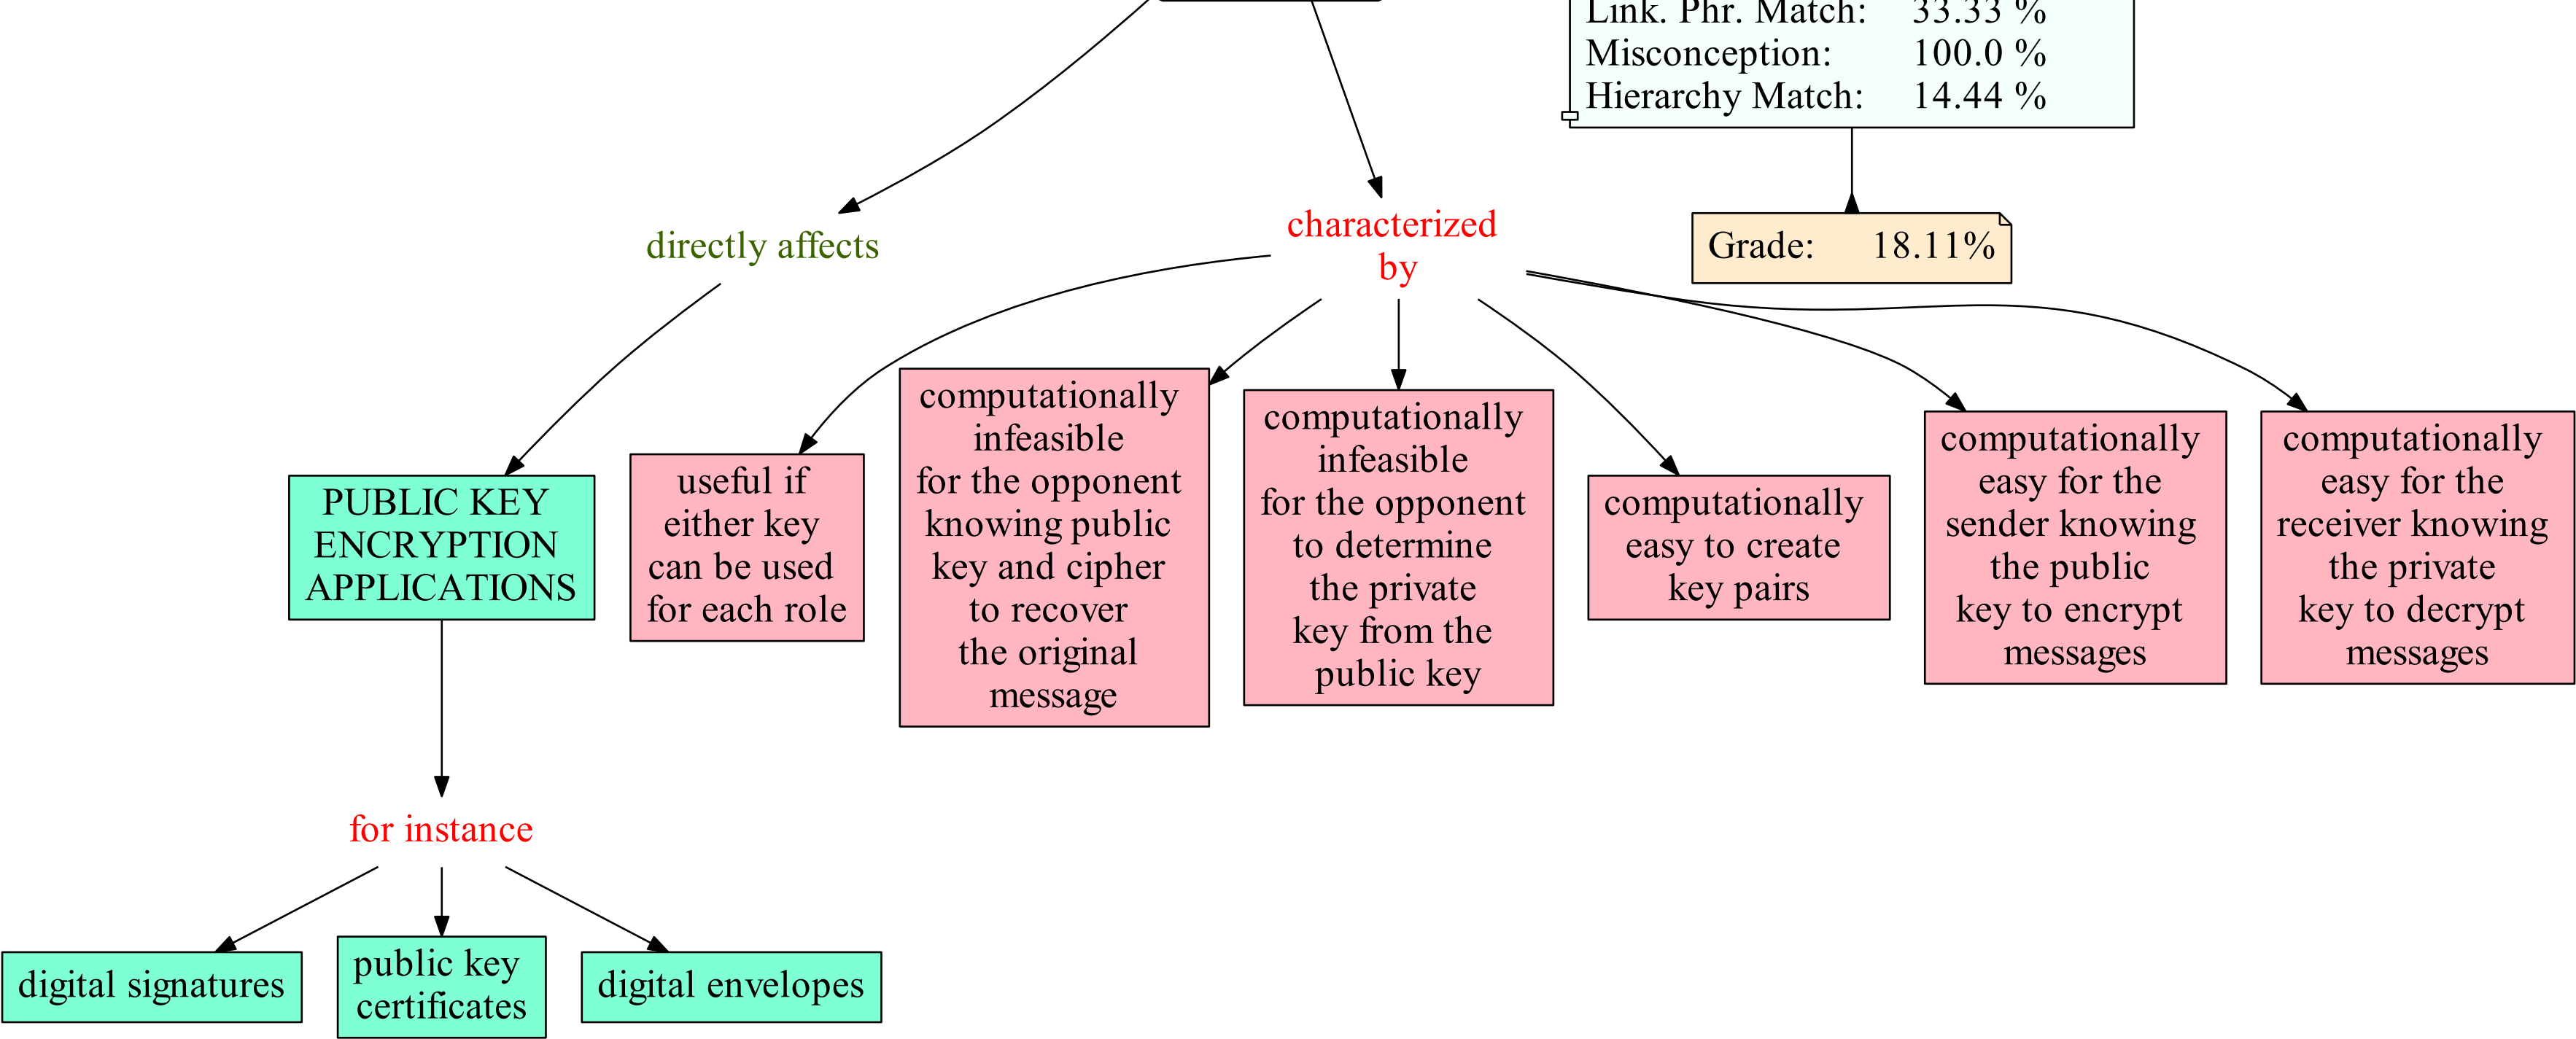 Link. Phr. Match: 33.33 %
Misconception: 100.0 %
Hierarchy Match: 14.44 %
Grade: 18.11%
directly affects
characterized
by
PUBLIC KEY
ENCRYPTION
APPLICATIONS
useful if
either key
can be used
for each role
computationally
infeasible
for the opponent
knowing public
key and cipher
to recover
the original
message
computationally
infeasible
for the opponent
to determine
the private
key from the
public key
computationally
easy to create
key pairs
computationally
easy for the
sender knowing
the public
key to encrypt
messages
computationally
easy for the
receiver knowing
the private
key to decrypt
messages
for instance
digital signatures
public key
certificates
digital envelopes